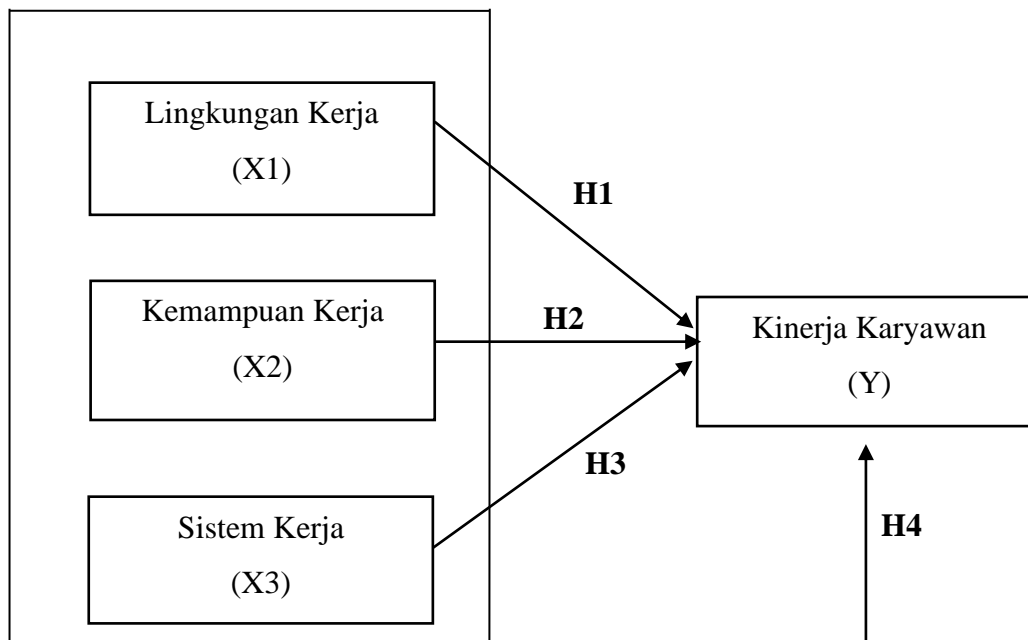 Lingkungan Kerja
(X1)
H1
Kemampuan Kerja
(X2)
H2
Kinerja Karyawan
(Y)
H3
Sistem Kerja
(X3)
H4